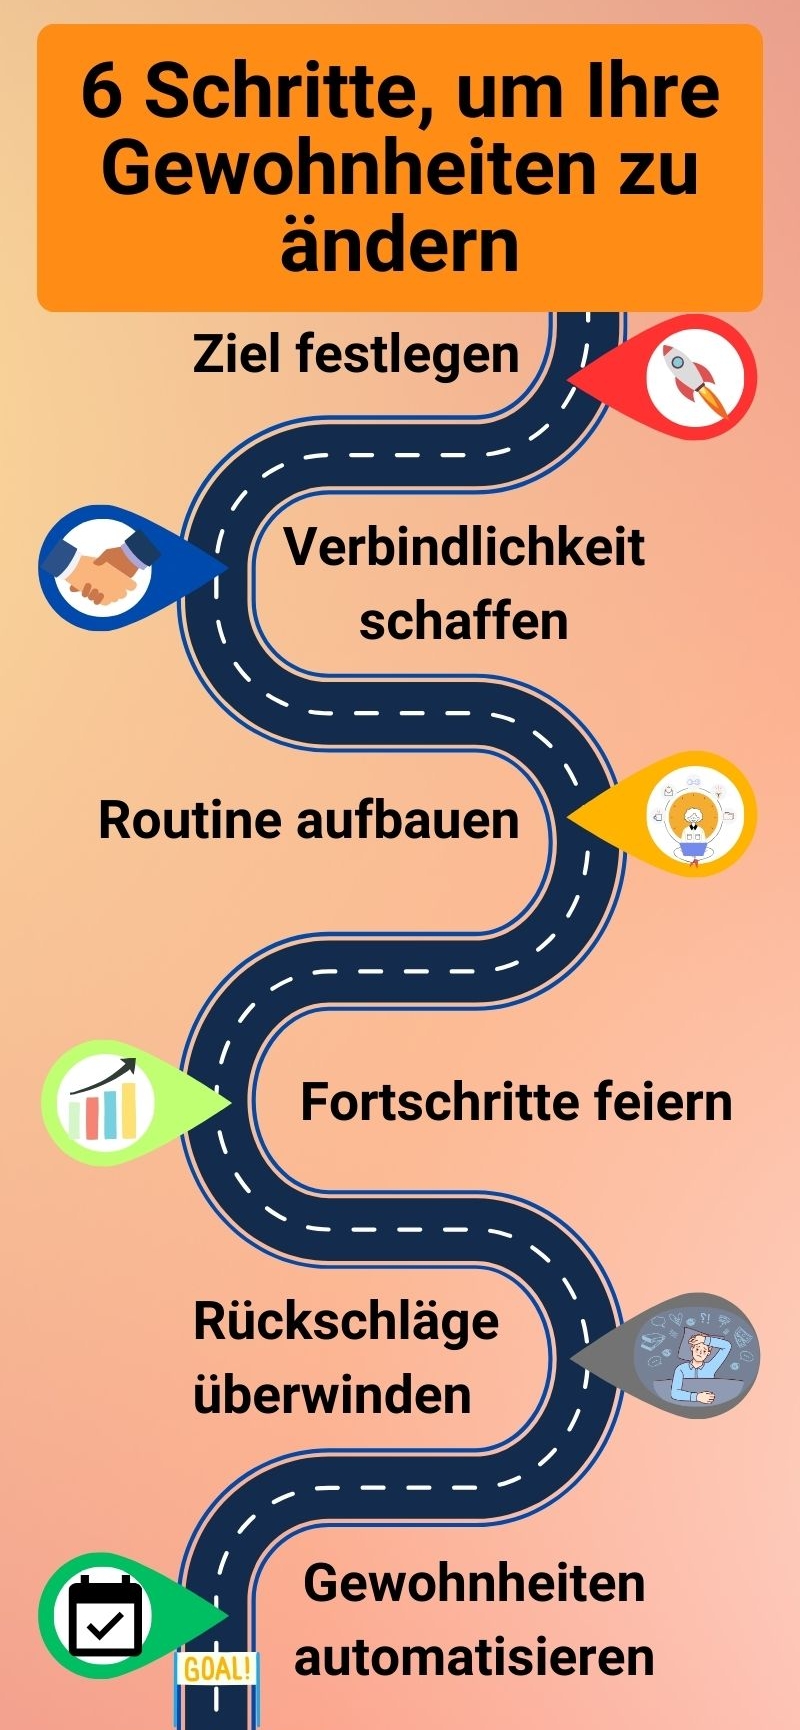 6 Schritte, um Ihre
Gewohnheiten zu
ändern
Ziel festlegen
Verbindlichkeit
schaffen
Routine aufbauen
Fortschritte feiern
Rückschläge
überwinden
Gewohnheiten
automatisieren
GOAL!